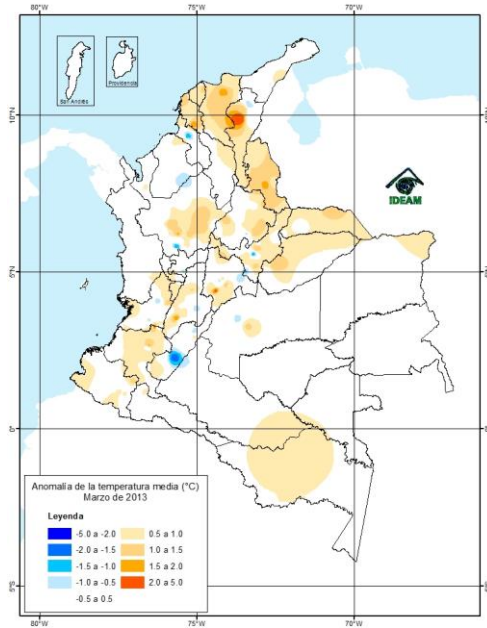 80°W 75°W 70°W
San Andrés
Providencia
10°N 10°N
IDEAM
5°N
0° 0°
Anomalía de la temperatura media (°C)
Marzo de 2013
Leyenda
-5.0 a -2.0 0.5 a 1.0
-2.0 a -1.5 1.0 a 1.5
-1.5 a -1.0 1.5 a 2.0
-1.0 a -0.5 2.0 a 5.0
-0.5 a 0.5
5°S 5°S
80°W 75°W 70°W